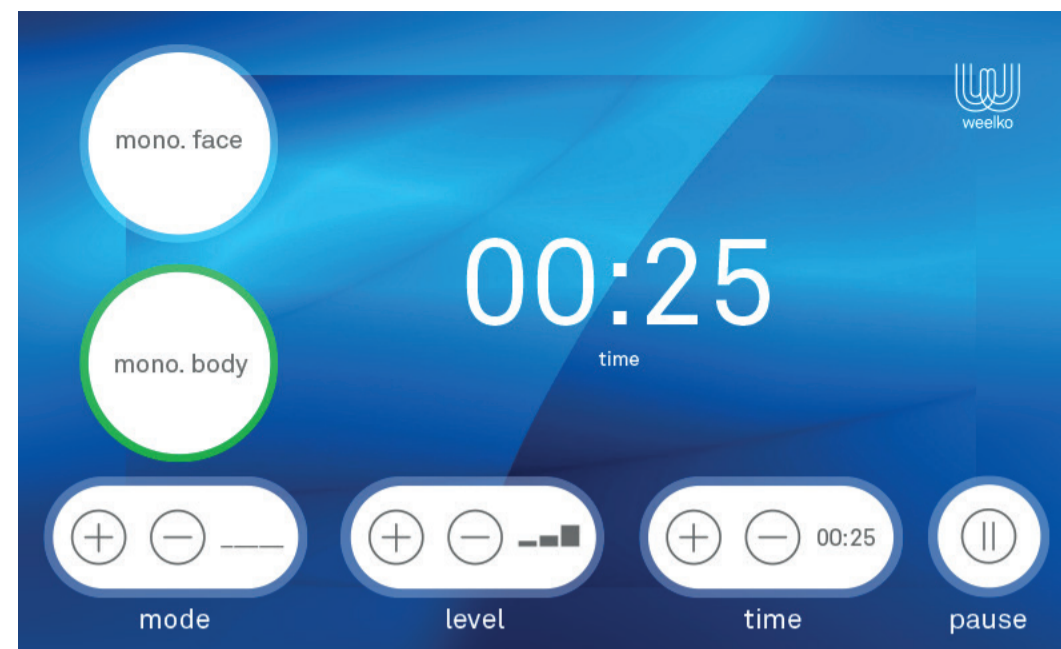 weelko
mono. face
00:25
time
mono. body
00:25
mode
level
time
pause